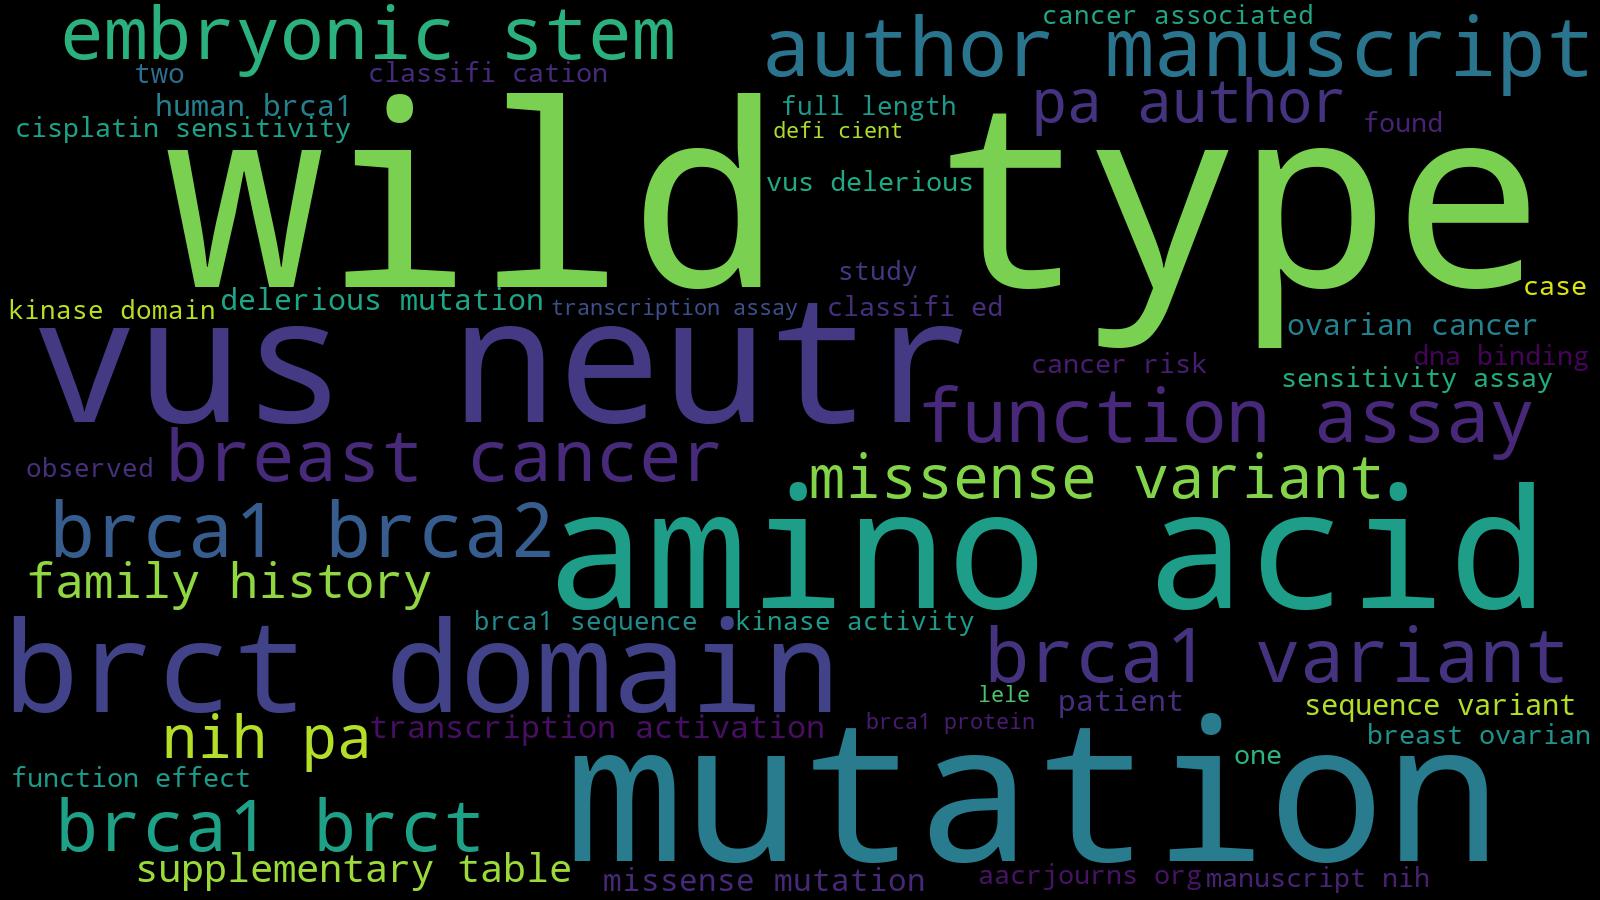 embryonic stem
cancer associated
author manuscript
two
classifi cation
human brca1
full length
pa author
cisplatin sensitivity
defi cient
found
wild type
vus delerious
study
case
kinase domain
delerious mutation
transcription assay
classifi ed
ovarian cancer
vus neutr
cancer risk
dna binding
sensitivity assay
function assay
observed
breast cancer
missense variant
brca1 brca2
amino acid
family history
brca1 sequence
kinase activity
brct domain
brca1 variant
lele
patient
sequence variant
nih pa
transcription activation
brca1 protein
breast ovarian
one
function effect
mutation
brca1 brct
supplementary table
missense mutation
aacrjourns org
manuscript nih